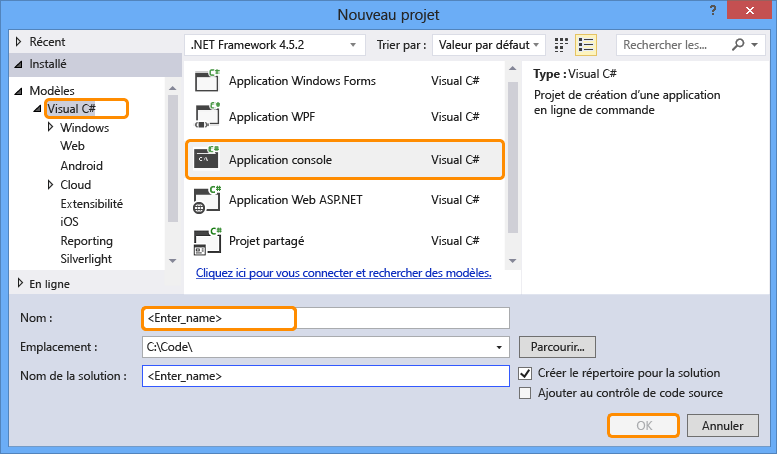 Nouveau projet
?
Récent
.NET Framework 4.5.2
Trier par :
Valeur par défaut
Rechercher les...
Installé
Modèles
Visual C#
Windows
Web
Android
Cloud
Extensibilité
iOS
Reporting
Silverlight
En ligne
C#
Application Windows Forms
Visual C#
C#
Application WPF
Visual C#
C#
C:\
Application console
Visual C#
C#
Application Web ASP.NET
Visual C#
C#
Projet partagé
Visual C#
Cliquez ici pour vous connecter et rechercher des modèles.
Type : Visual C#
Projet de création d'une application
en ligne de commande
Nom :
<Enter_name>
Emplacement :
C:\Code\
Parcourir...
Nom de la solution :
<Enter_name>
Créer le répertoire pour la solution
Ajouter au contrôle de code source
OK
Annuler